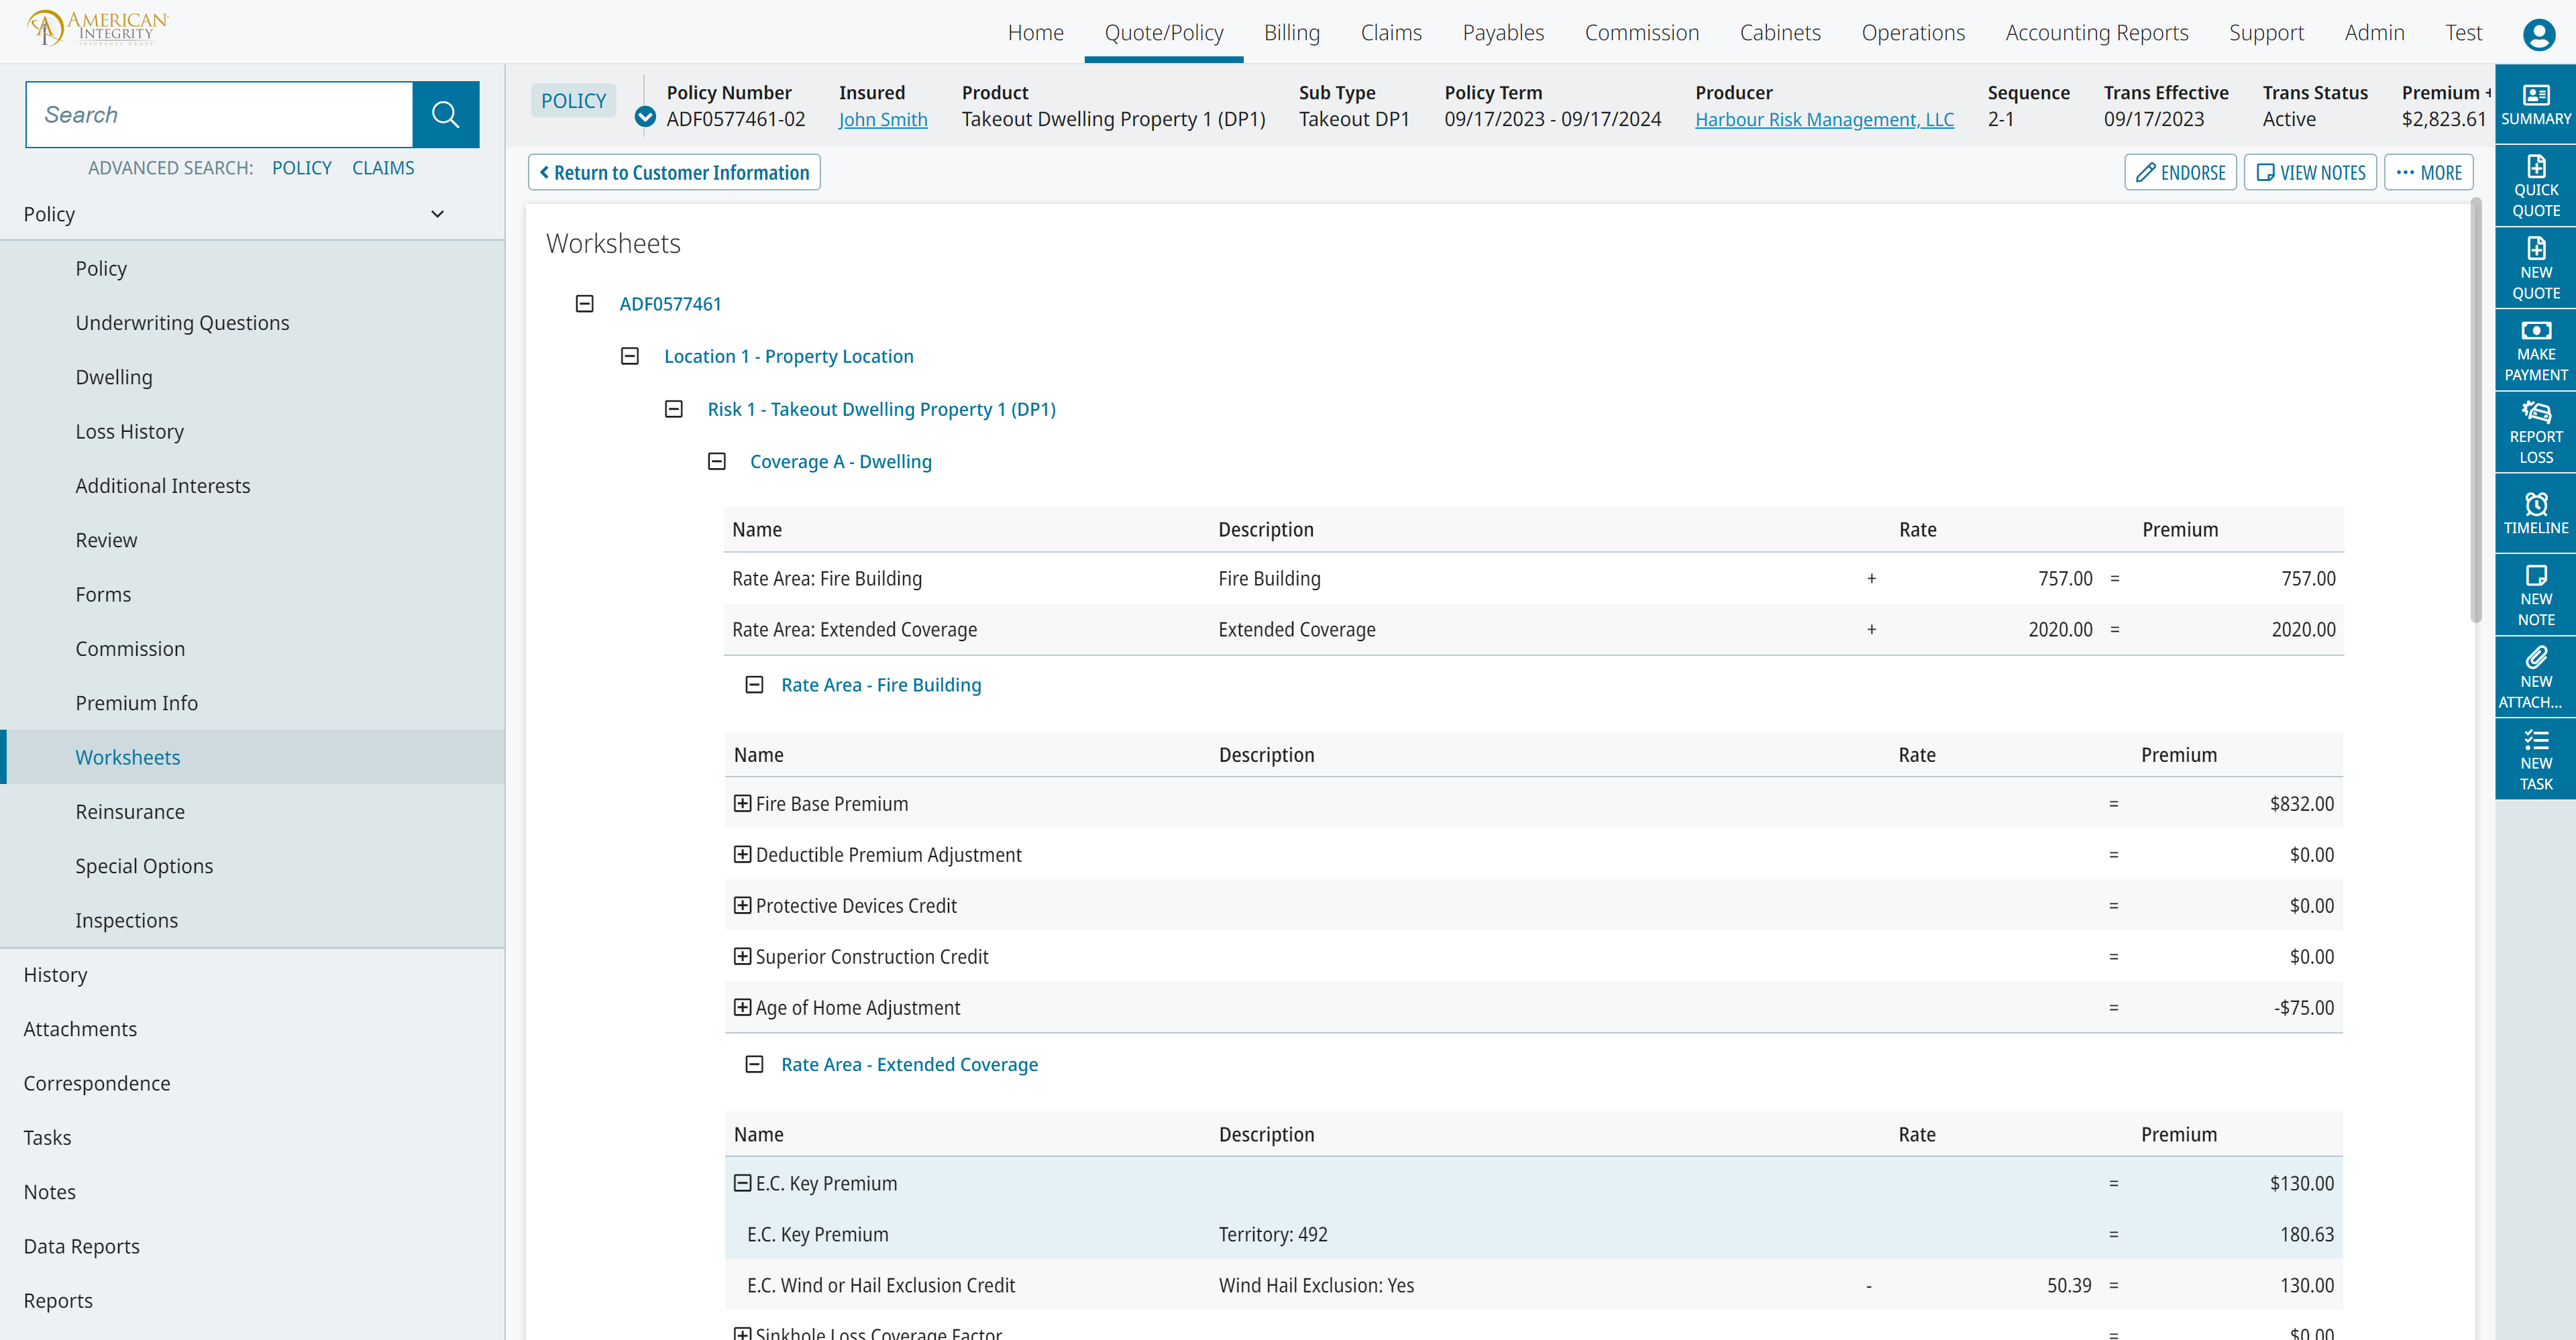 AMERICAN
INTEGRITY
INSURANCE GROUP
Home Quote/Policy Billing Claims Payables Commission Cabinets Operations Accounting Reports Support Admin Test
Search
ADVANCED SEARCH: POLICY CLAIMS
Policy
Policy
Underwriting Questions
Dwelling
Loss History
Additional Interests
Review
Forms
Commission
Premium Info
Worksheets
Reinsurance
Special Options
Inspections
History
Attachments
Correspondence
Tasks
Notes
Data Reports
Reports
POLICY
Policy Number Insured Product Sub Type Policy Term Producer Sequence Trans Effective Trans Status Premium +
ADF0577461-02 John Smith Takeout Dwelling Property 1 (DP1) Takeout DP1 09/17/2023 - 09/17/2024 Harbour Risk Management, LLC 2-1 09/17/2023 Active $2,823.61
Return to Customer Information
ENDORSE VIEW NOTES ··· MORE
Worksheets
ADF0577461
Location 1 - Property Location
Risk 1 - Takeout Dwelling Property 1 (DP1)
Coverage A - Dwelling
Name Description Rate Premium
Rate Area: Fire Building Fire Building + 757.00 = 757.00
Rate Area: Extended Coverage Extended Coverage + 2020.00 = 2020.00
Rate Area - Fire Building
Name Description Rate Premium
Fire Base Premium = $832.00
Deductible Premium Adjustment = $0.00
Protective Devices Credit = $0.00
Superior Construction Credit = $0.00
Age of Home Adjustment = -$75.00
Rate Area - Extended Coverage
Name Description Rate Premium
E.C. Key Premium = $130.00
E.C. Key Premium Territory: 492 = 180.63
E.C. Wind or Hail Exclusion Credit Wind Hail Exclusion: Yes - 50.39 = 130.00
Sinkhole Loss Coverage Factor = $0.00
SUMMARY
QUICK
QUOTE
NEW
QUOTE
MAKE
PAYMENT
REPORT
LOSS
TIMELINE
NEW
NOTE
NEW
ATTACH...
NEW
TASK